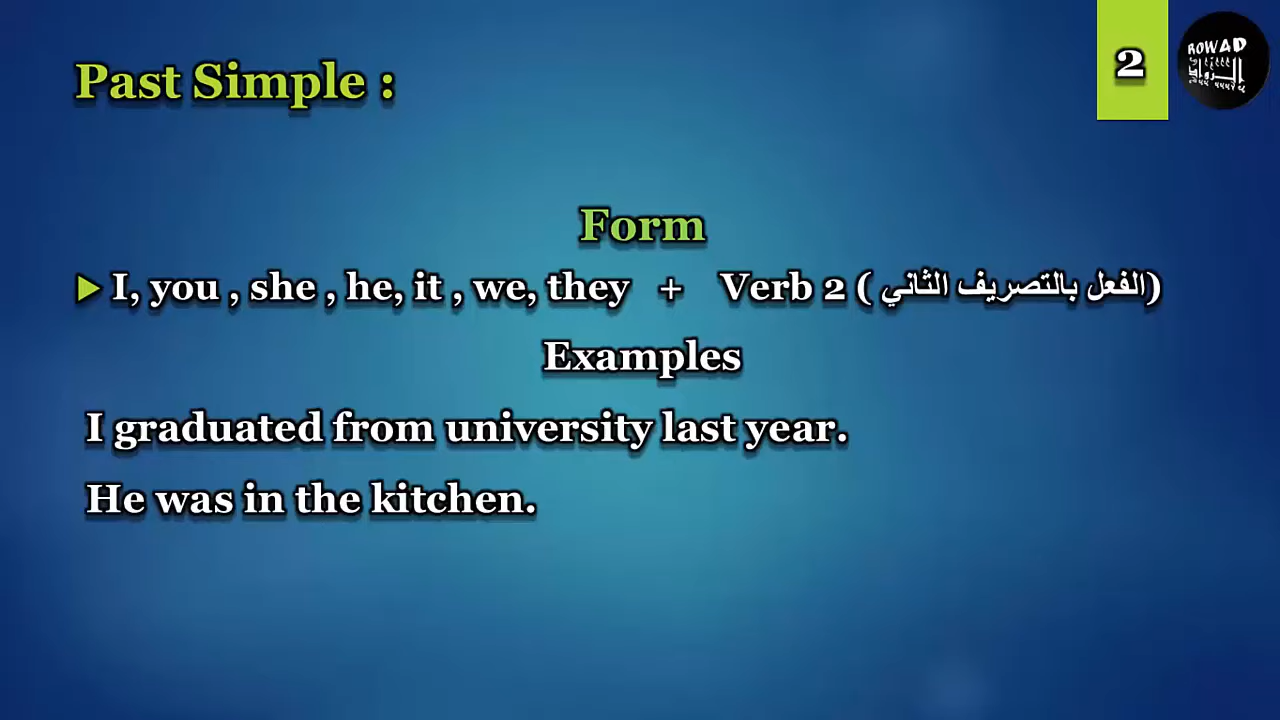 2
ROWAD
Past Simple :
Form
I, you , she , he, it , we, they + Verb 2 ( الفعل بالتصريف الثاني)
Examples
I graduated from university last year.
He was in the kitchen.